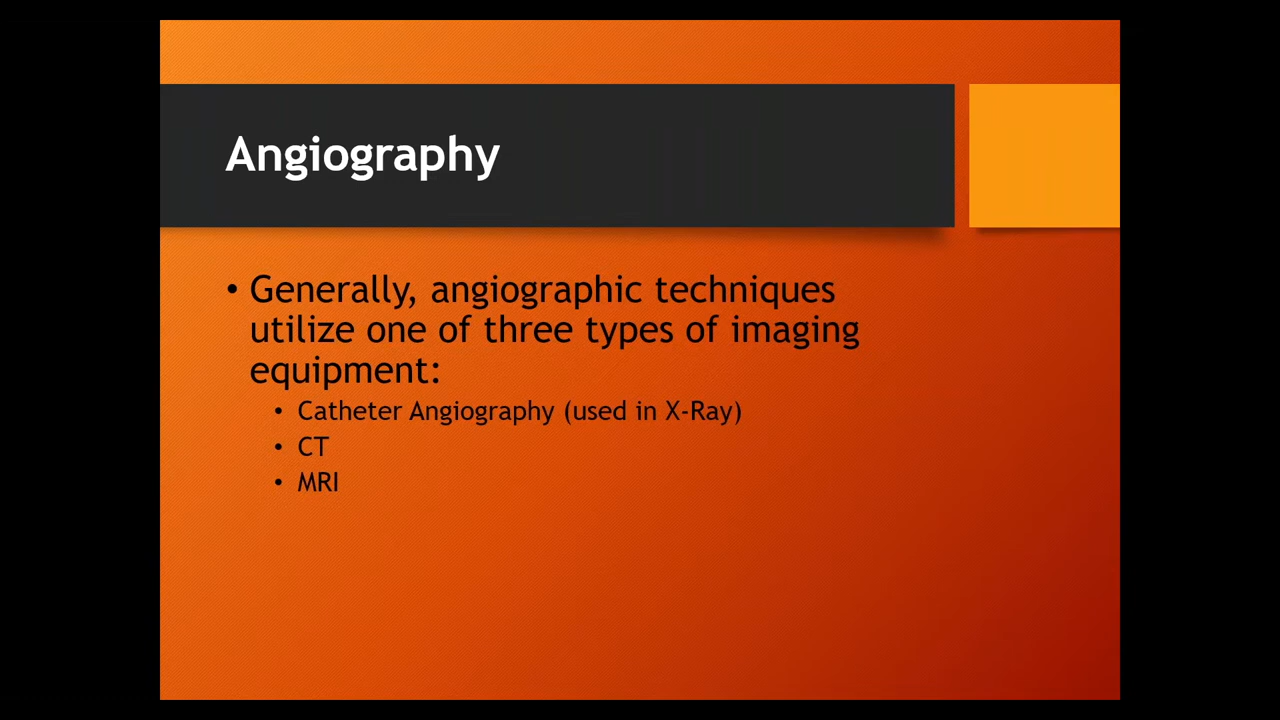 Angiography
• Generally, angiographic techniques
utilize one of three types of imaging
equipment:
• Catheter Angiography (used in X-Ray)
• CT
• MRI